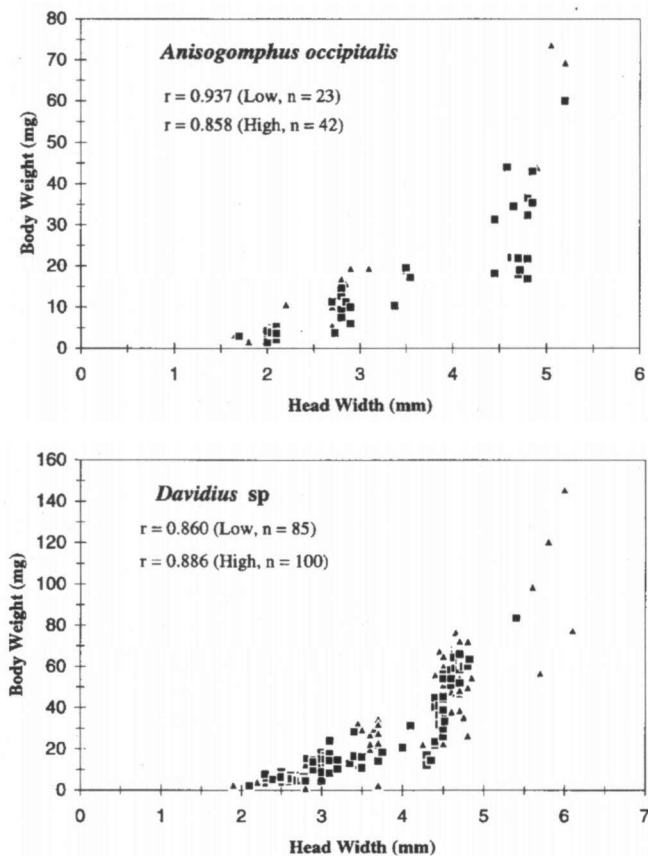 80
70
60
50
40
30
20
10
0
Body Weight (mg)
Anisogomphus occipitalis
r = 0.937 (Low, n = 23)
r = 0.858 (High, n = 42)
0 1 2 3 4 5 6
Head Width (mm)
160
140
120
100
80
60
40
20
0
Body Weight (mg)
Davidius sp
r = 0.860 (Low, n = 85)
r = 0.886 (High, n = 100)
0 1 2 3 4 5 6 7
Head Width (mm)